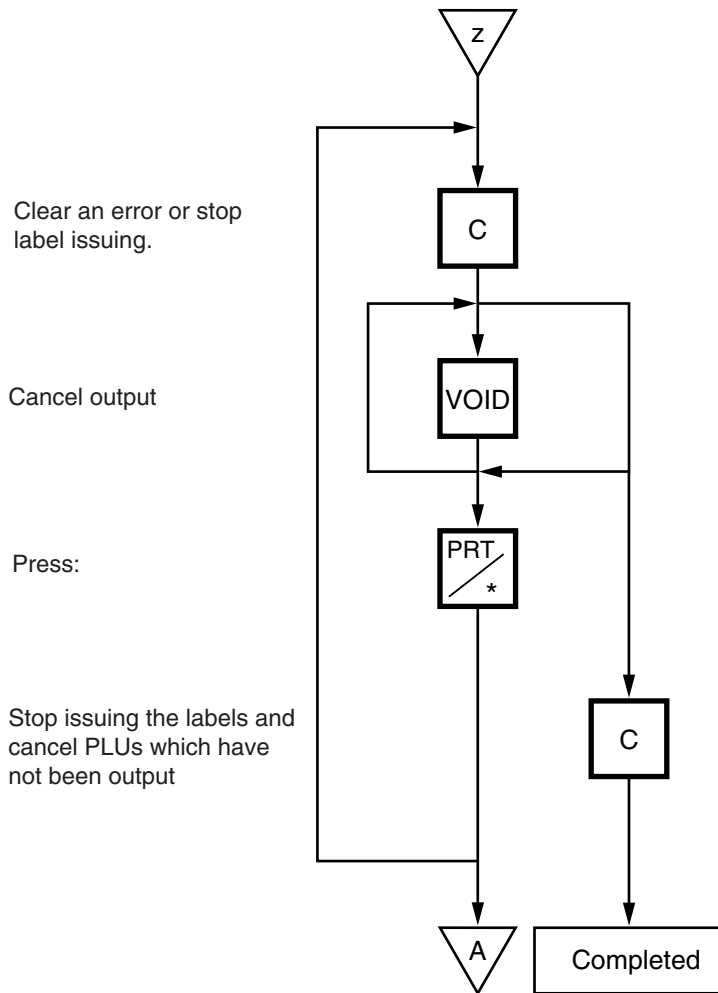 z
Clear an error or stop
label issuing.
C
Cancel output
VOID
Press:
PRT
*
Stop issuing the labels and
cancel PLUs which have
not been output
C
A
Completed